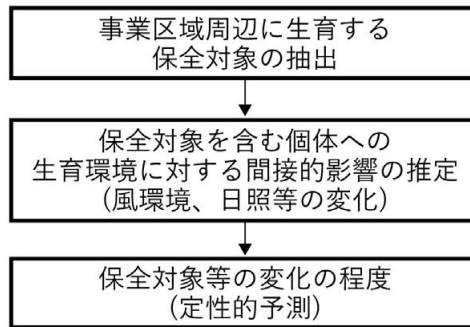 事業区域周辺に生育する
保全対象の抽出
保全対象を含む個体への
生育環境に対する間接的影響の推定
(風環境、日照等の変化)
保全対象等の変化の程度
(定性的予測)